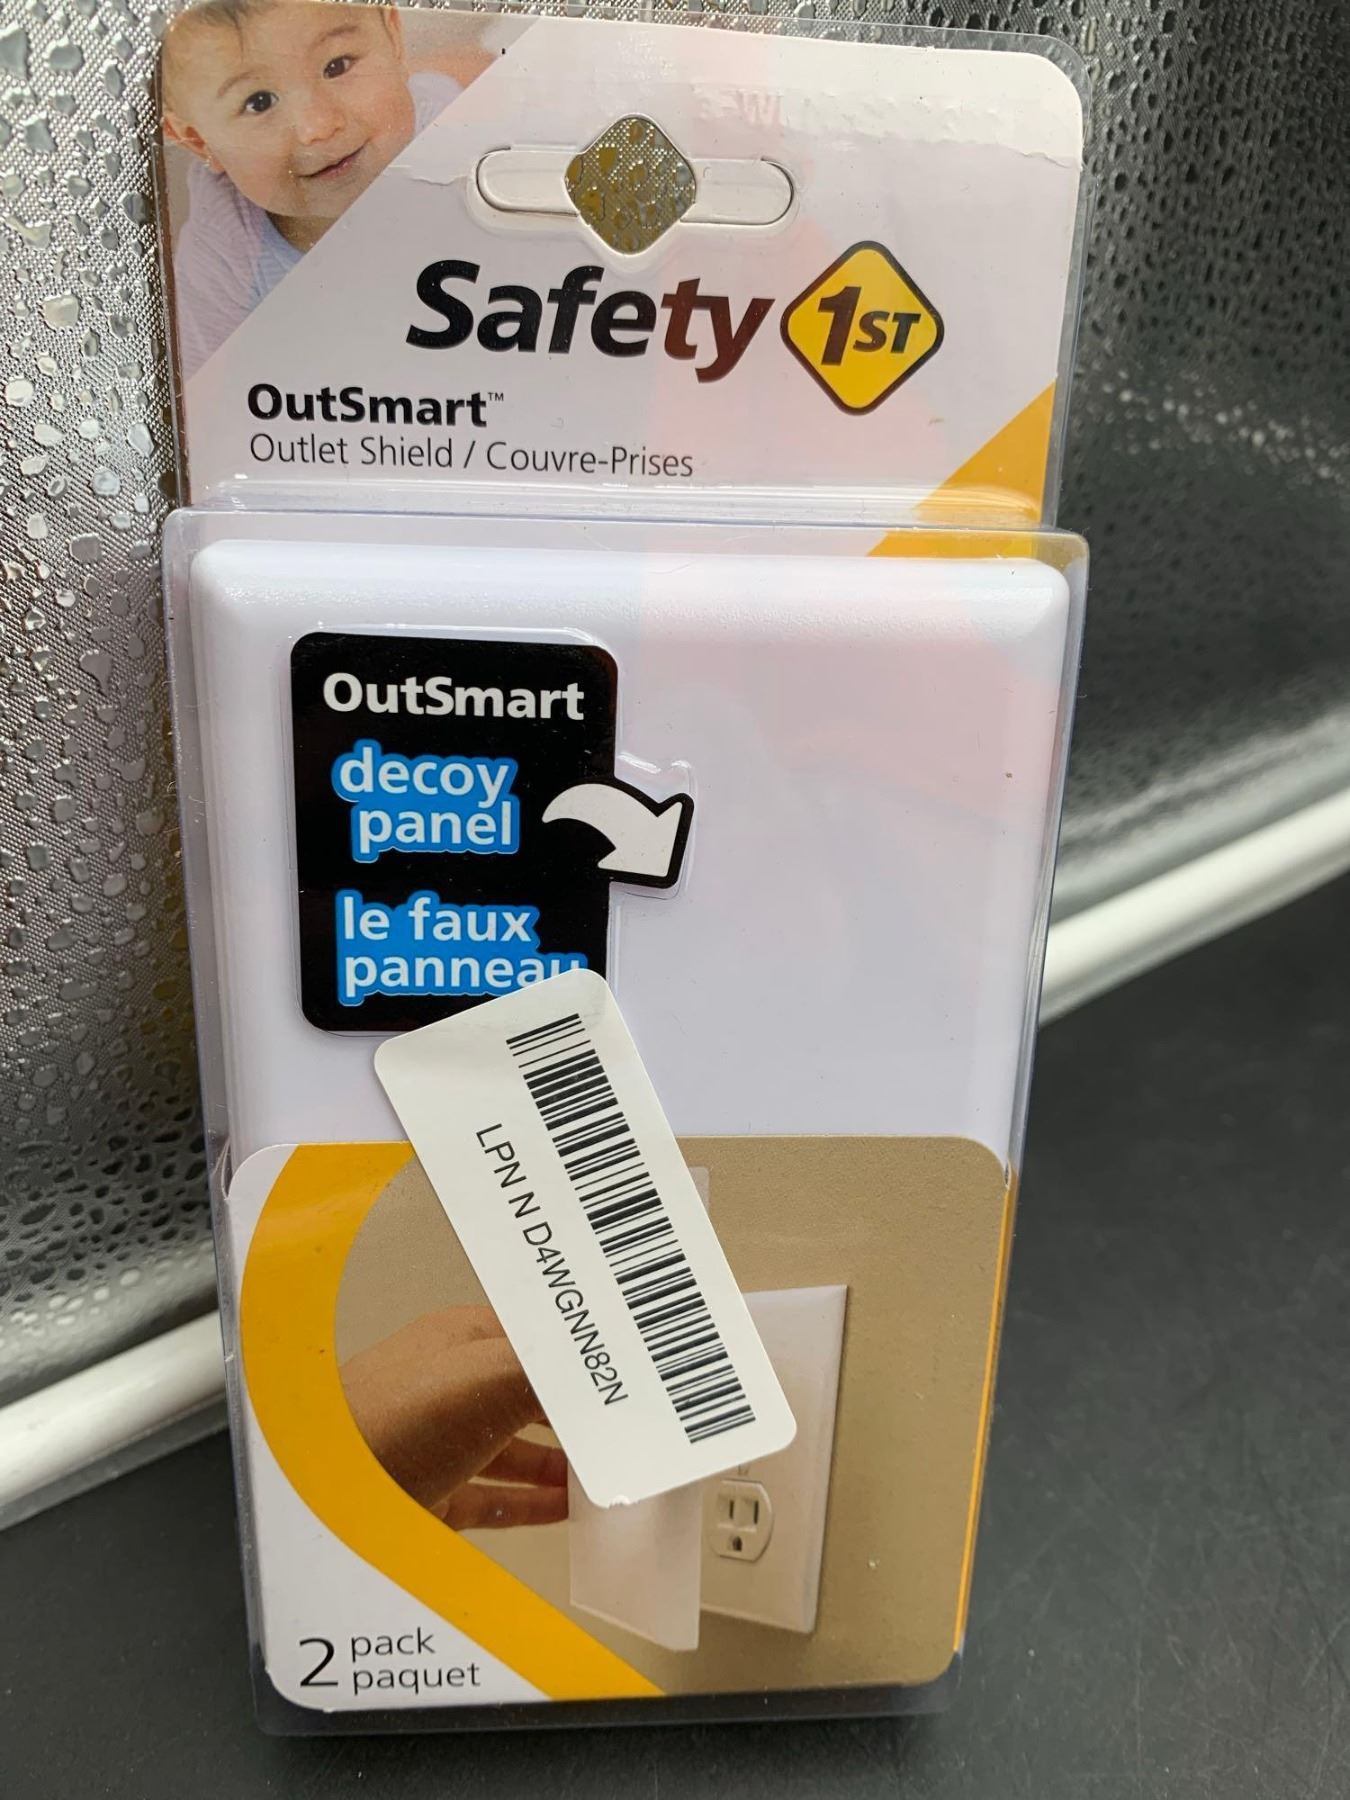 Safety 1ST
OutSmart™
Outlet Shield / Couvre-Prises
OutSmart
decoy
panel
le faux
panneau
LPN N D4WGNN82N
2 pack
paquet